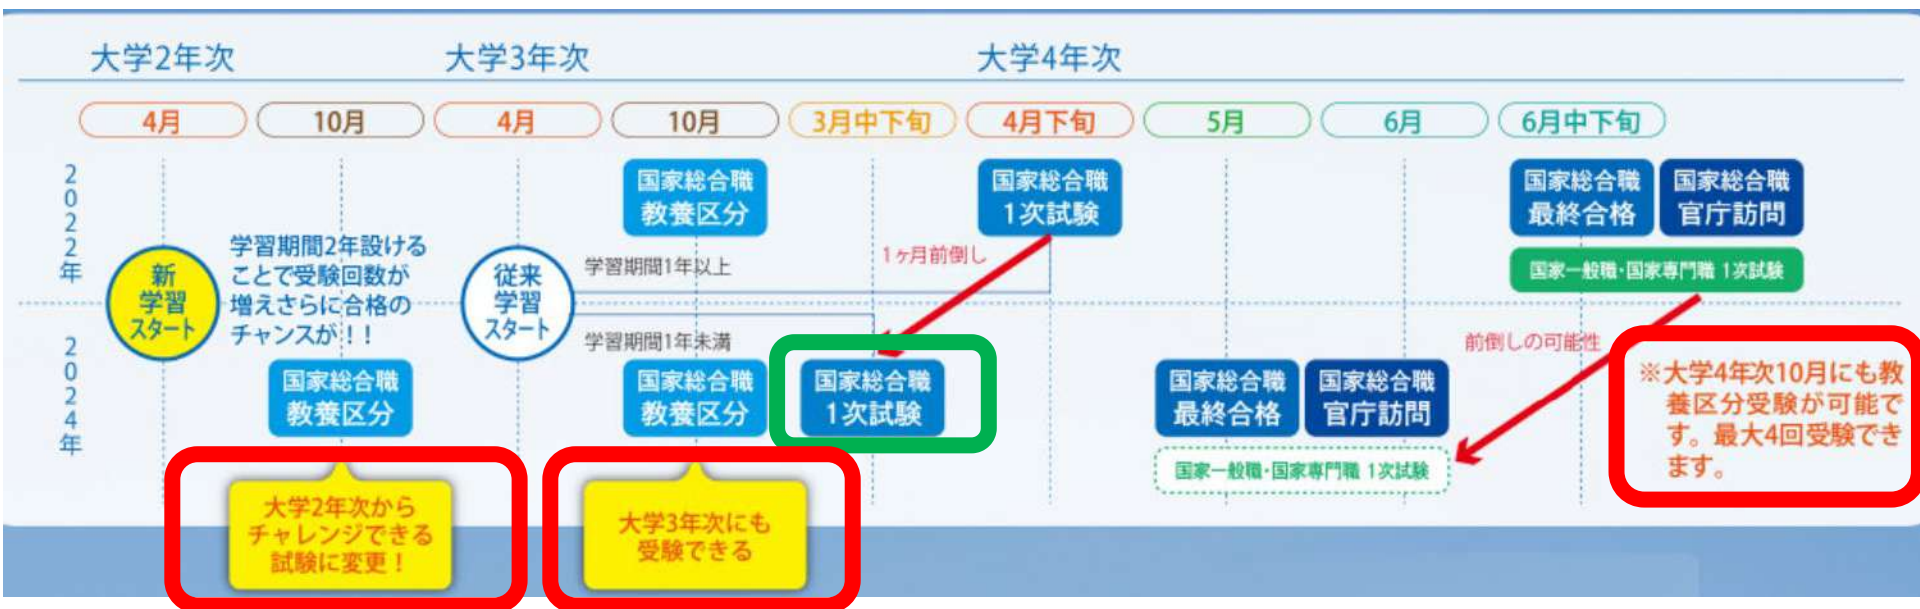 大学2年次
大学3年次
大学4年次
4月
10月
4月
10月
3月中下旬
4月下旬
5月
6月
6月中下旬
2022年
国家総合職
教養区分
国家総合職
1次試験
国家総合職
最終合格
国家総合職
官庁訪問
国家一般職・国家専門職 1次試験
新
学習
スタート
学習期間2年設ける
ことで受験回数が
増えさらに合格の
チャンスが！！
従来
学習
スタート
学習期間1年以上
1ヶ月前倒し
学習期間1年未満
前倒しの可能性
2024年
国家総合職
教養区分
国家総合職
教養区分
国家総合職
1次試験
国家総合職
最終合格
国家総合職
官庁訪問
国家一般職・国家専門職 1次試験
※大学4年次10月にも教
養区分受験が可能で
す。最大4回受験でき
ます。
大学2年次から
チャレンジできる
試験に変更！
大学3年次にも
受験できる